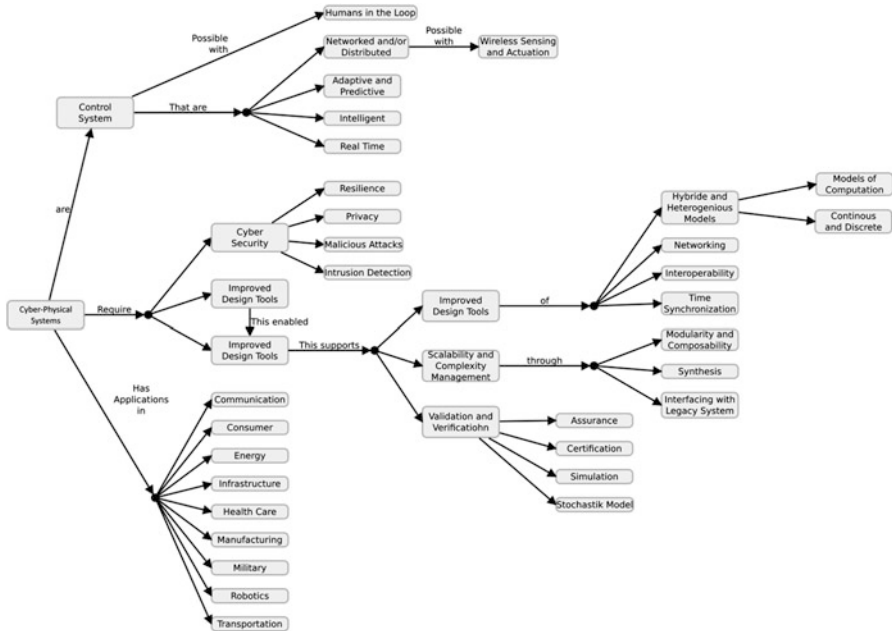 Humans in the Loop
Possible
with
Networked and/or
Distributed
Possible
with
Wireless Sensing
and Actuation
Adaptive and
Predictive
Control
System
That are
Intelligent
Real Time
are
Resilience
Privacy
Cyber
Security
Malicious Attacks
Intrusion Detection
Cyber-Physical
Systems
Require
Improved
Design Tools
This enabled
Improved
Design Tools
This supports
Improved
Design Tools
of
Hybride and
Heterogenious
Models
Models of
Computation
Continous
and Discrete
Networking
Interoperability
Time
Synchronization
Scalability and
Complexity
Management
through
Modularity and
Composability
Synthesis
Interfacing with
Legacy System
Validation and
Verificatiohn
Assurance
Certification
Simulation
Stochastik Model
Has
Applications
in
Communication
Consumer
Energy
Infrastructure
Health Care
Manufacturing
Military
Robotics
Transportation